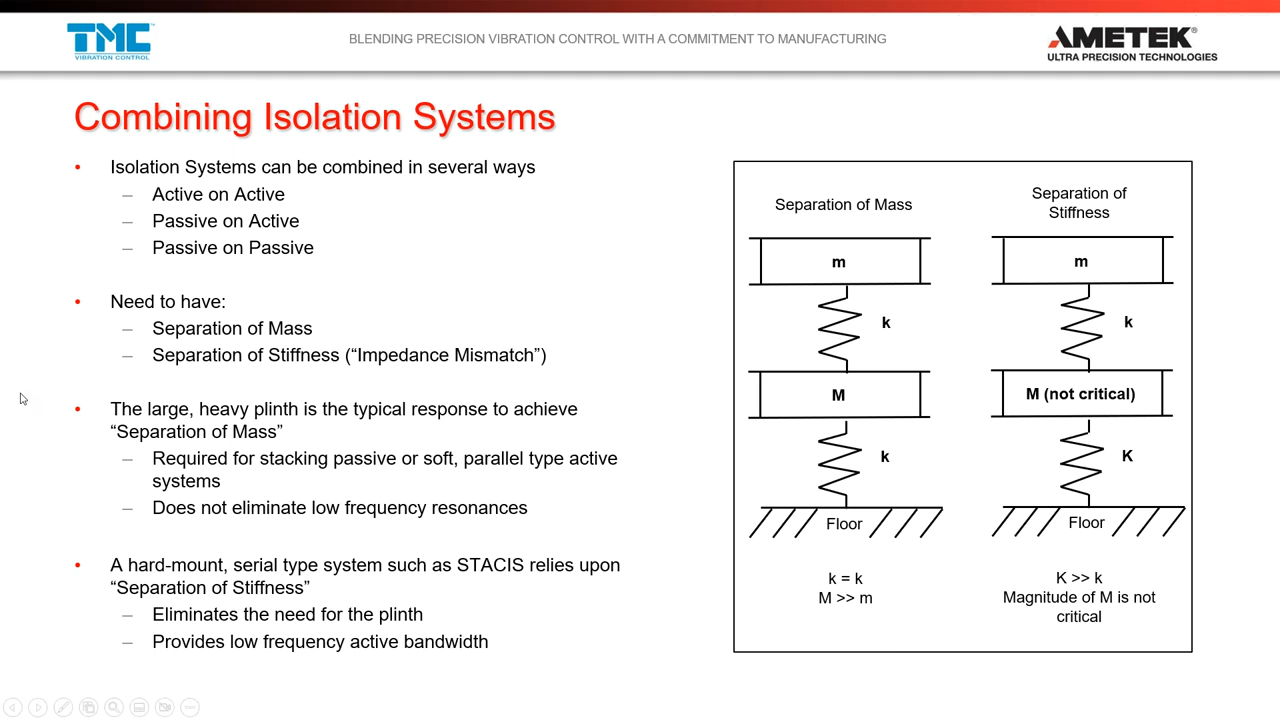 TMC
VIBRATION CONTROL
BLENDING PRECISION VIBRATION CONTROL WITH A COMMITMENT TO MANUFACTURING
AMETEK®
ULTRA PRECISION TECHNOLOGIES
Combining Isolation Systems
• Isolation Systems can be combined in several ways
– Active on Active
– Passive on Active
– Passive on Passive
• Need to have:
– Separation of Mass
– Separation of Stiffness (“Impedance Mismatch”)
• The large, heavy plinth is the typical response to achieve
“Separation of Mass”
– Required for stacking passive or soft, parallel type active
systems
– Does not eliminate low frequency resonances
• A hard-mount, serial type system such as STACIS relies upon
“Separation of Stiffness”
– Eliminates the need for the plinth
– Provides low frequency active bandwidth
Separation of Mass
m
k
M
k
Floor
k = k
M >> m
Separation of
Stiffness
m
k
M (not critical)
K
Floor
K >> k
Magnitude of M is not
critical